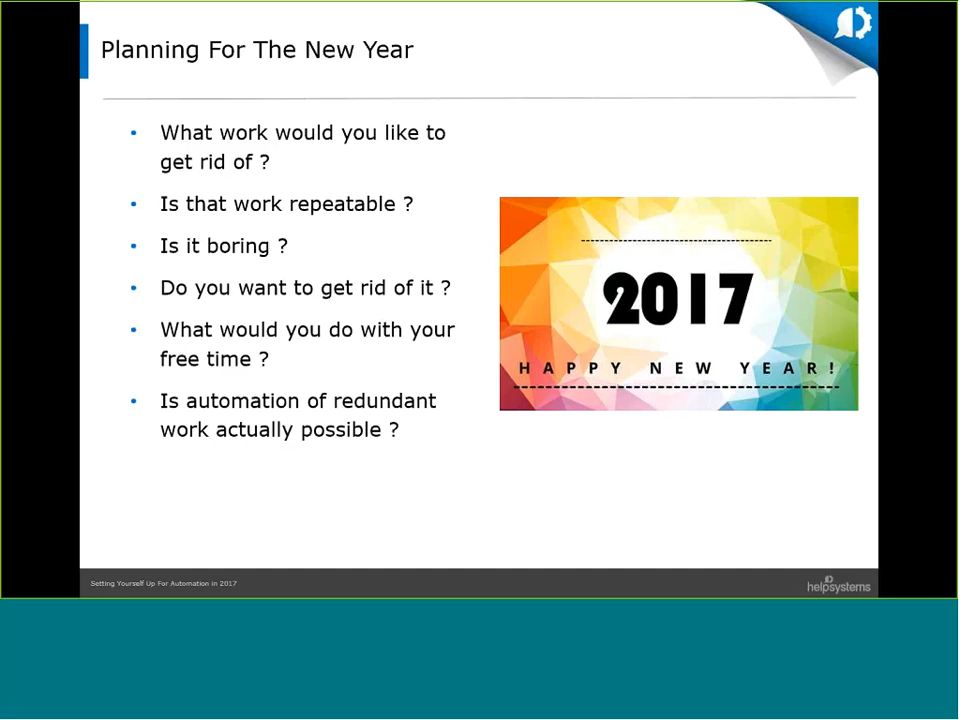 Planning For The New Year
• What work would you like to
get rid of ?
• Is that work repeatable ?
• Is it boring ?
• Do you want to get rid of it ?
• What would you do with your
free time ?
• Is automation of redundant
work actually possible ?
2017
HAPPY NEW YEAR!
Setting Yourself Up For Automation in 2017
helpsystems